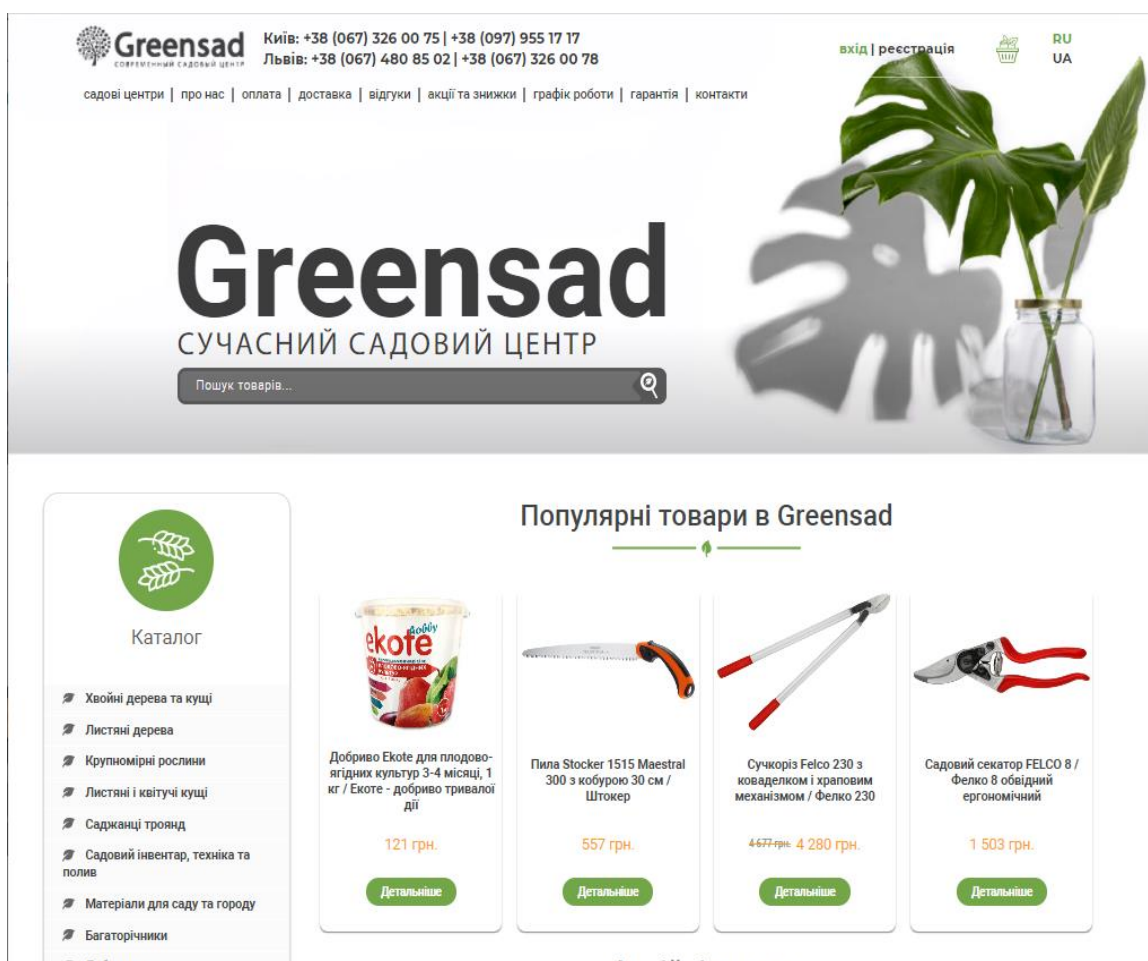 Greensad
СОВРЕМЕННЫЙ САДОВЫЙ ЦЕНТР
Київ: +38 (067) 326 00 75 | +38 (097) 955 17 17
Львів: +38 (067) 480 85 02 | +38 (067) 326 00 78
вхід | реєстрація
RU
UA
садові центри | про нас | оплата | доставка | відгуки | акції та знижки | графік роботи | гарантія | контакти
Greensad
СУЧАСНИЙ САДОВИЙ ЦЕНТР
Пошук товарів...
Каталог
Хвойні дерева та кущі
Листяні дерева
Крупномірні рослини
Листяні і квітучі кущі
Саджанці троянд
Садовий інвентар, техніка та
полив
Матеріали для саду та городу
Багаторічники
Популярні товари в Greensad
ekote
Добриво Ekote для плодово-
ягідних культур 3-4 місяці, 1
кг / Екоте - добриво тривалої
дії
121 грн.
Детальніше
Пила Stocker 1515 Maestral
300 з кобурою 30 см /
Штокер
557 грн.
Детальніше
Сучкоріз Felco 230 з
коваделком і храповим
механізмом / Фелко 230
4 677 грн. 4 280 грн.
Детальніше
Садовий секатор FELCO 8 /
Фелко 8 обвідний
ергономічний
1 503 грн.
Детальніше